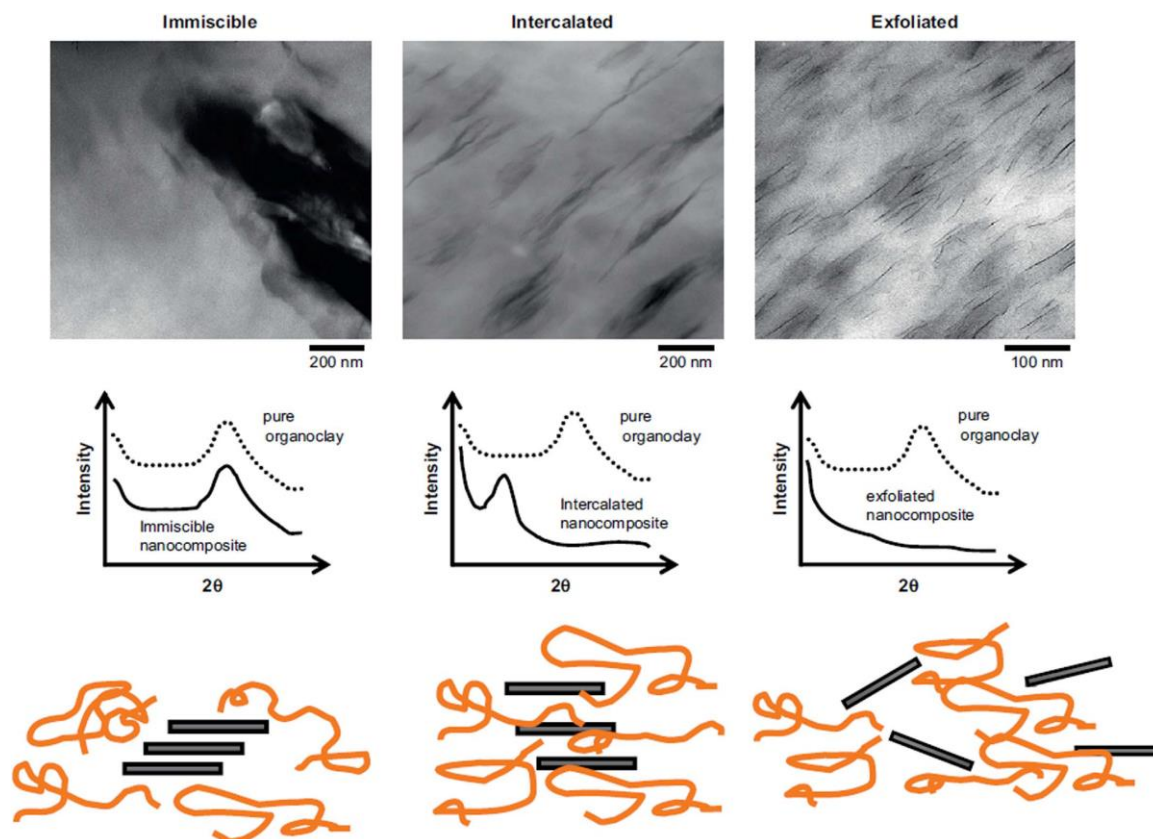 Immiscible
Intercalated
Exfoliated
200 nm
200 nm
100 nm
Intensity
pure
organoclay
Immiscible
nanocomposite
2θ
Intensity
pure
organoclay
Intercalated
nanocomposite
2θ
Intensity
pure
organoclay
exfoliated
nanocomposite
2θ